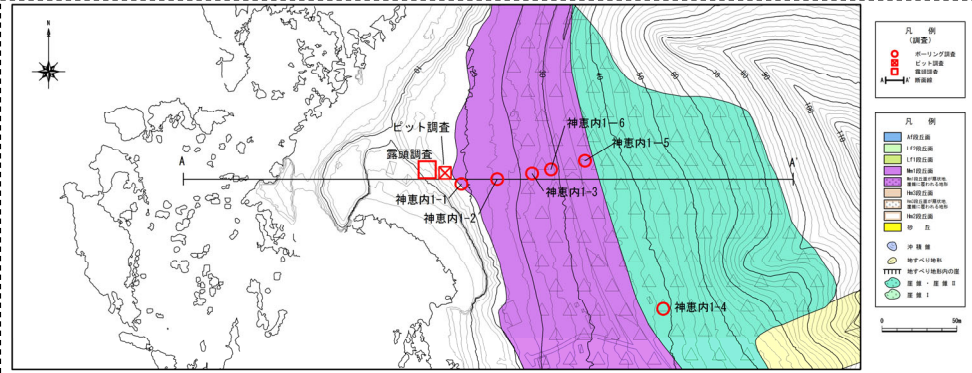 N
凡 例
(調査)
ボーリング調査
ピット調査
露頭調査
A A' 断面線
神恵内1-6
ピット調査
神恵内1-5
露頭調査
A
A'
神恵内1-1
神恵内1-3
神恵内1-2
神恵内1-4
凡 例
Af段丘面
Lf1段丘面
Mm1段丘面
Hm3段丘面
Hm2段丘面
砂 丘
沖積錐
地すべり地形
地すべり地形内の崖
崖錐・崖錐Ⅱ
崖錐Ⅰ
0 50m